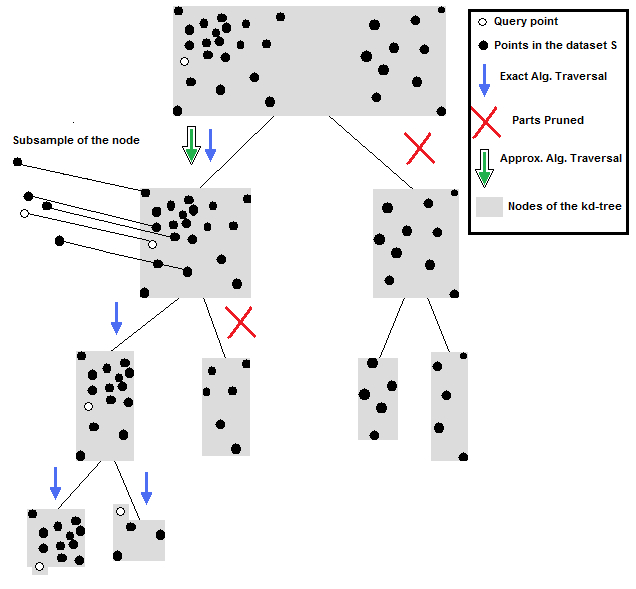 Query point
Points in the dataset S
Exact Alg. Traversal
Parts Pruned
Approx. Alg. Traversal
Nodes of the kd-tree
Subsample of the node